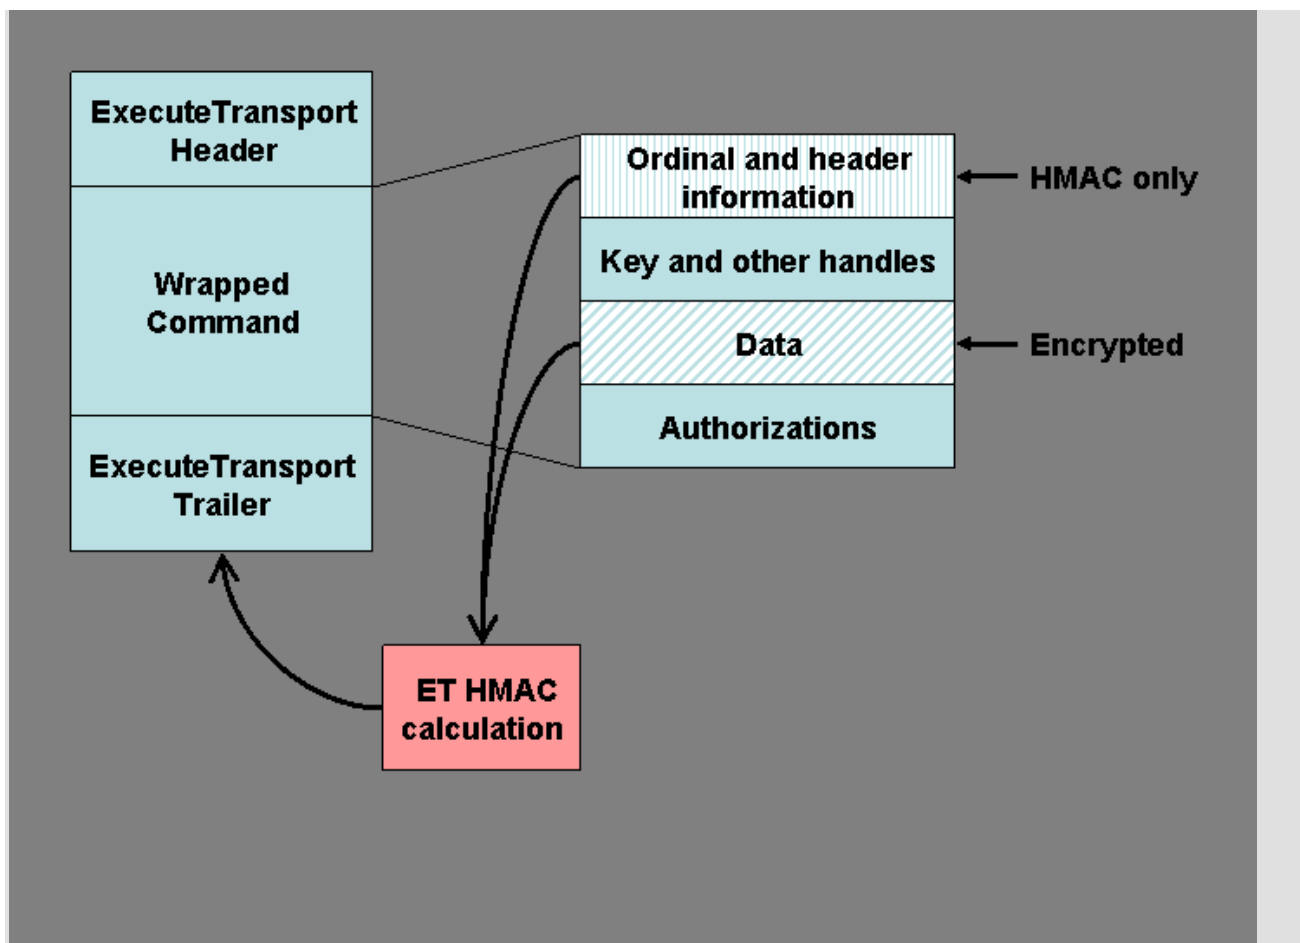 ExecuteTransport
Header
Wrapped
Command
ExecuteTransport
Trailer
Ordinal and header
information
Key and other handles
Data
Authorizations
HMAC only
Encrypted
ET HMAC
calculation